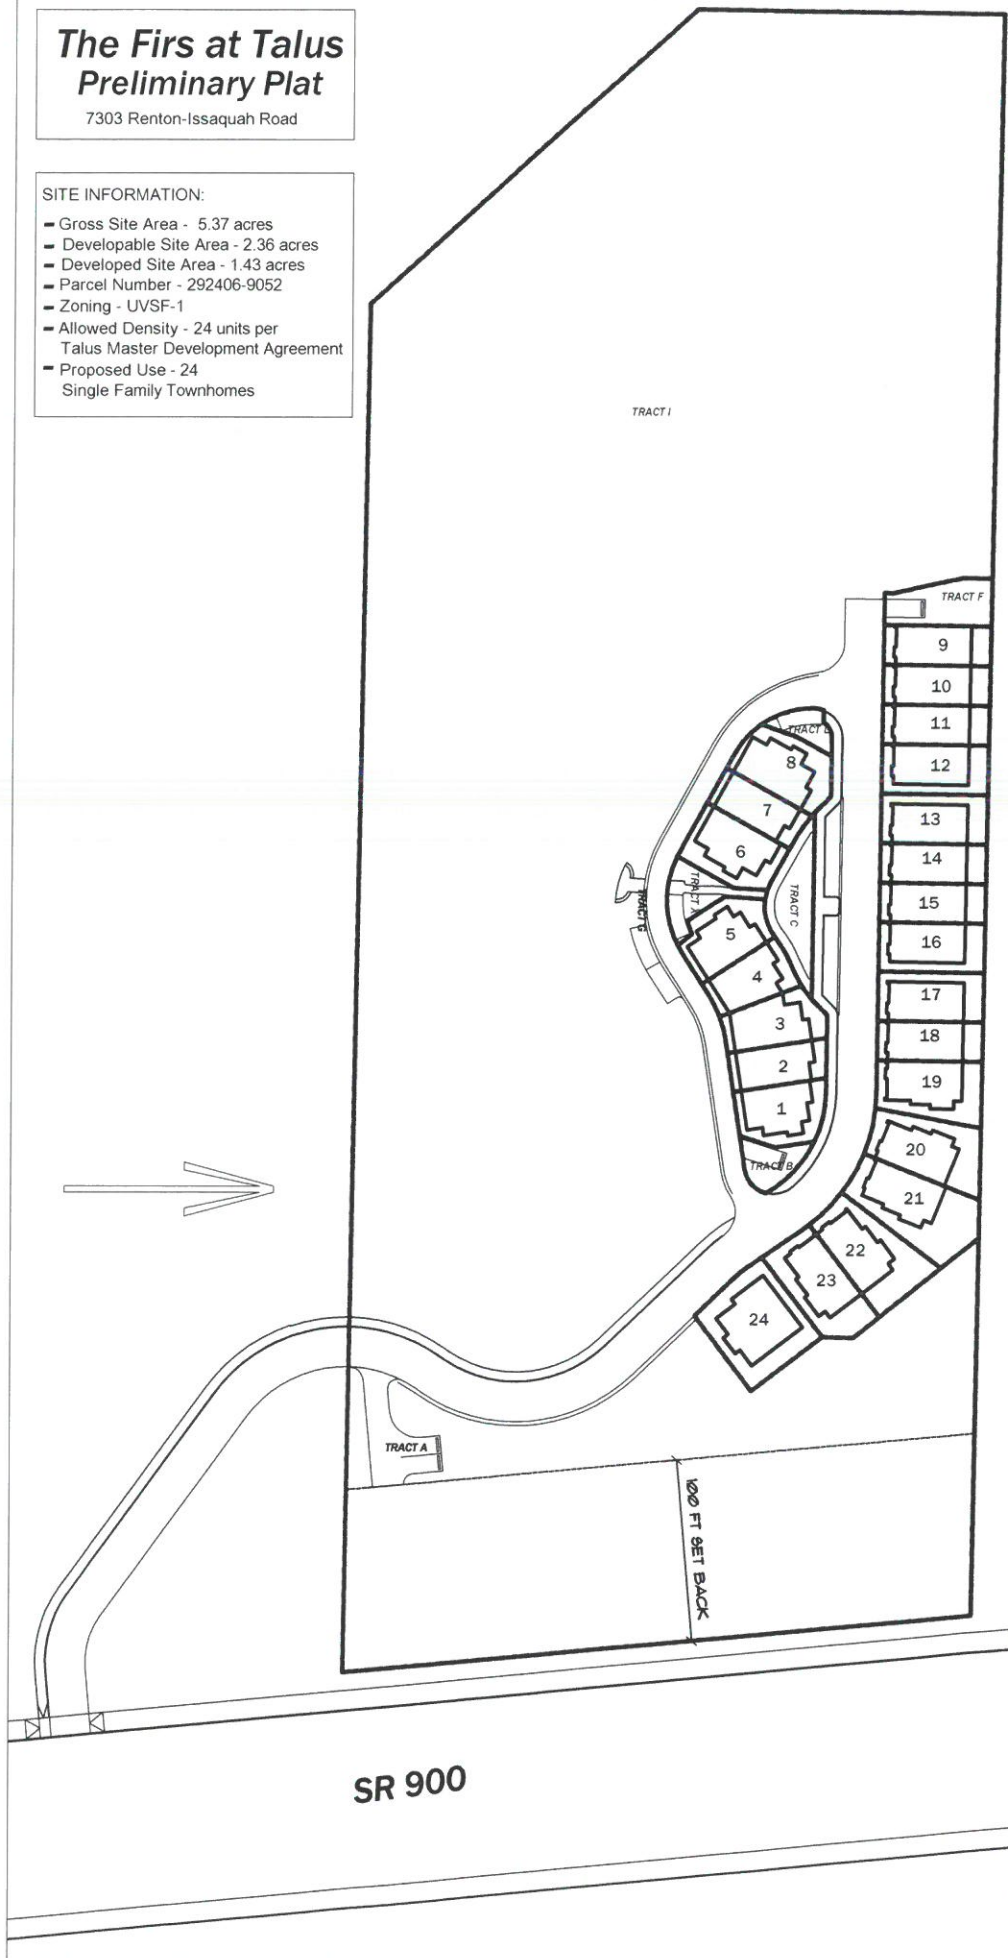 The Firs at Talus
Preliminary Plat
7303 Renton-Issaquah Road
SITE INFORMATION:
- Gross Site Area - 5.37 acres
- Developable Site Area - 2.36 acres
- Developed Site Area - 1.43 acres
- Parcel Number - 292406-9052
- Zoning - UVSF-1
- Allowed Density - 24 units per
Talus Master Development Agreement
- Proposed Use - 24
Single Family Townhomes
TRACT I
TRACT F
9
10
11
12
13
14
15
16
17
18
19
20
21
22
23
24
TRACT
8
7
6
TRACT X
TRACT G
TRACT C
5
4
3
2
1
TRACT B
TRACT A
100 FT SET BACK
SR 900